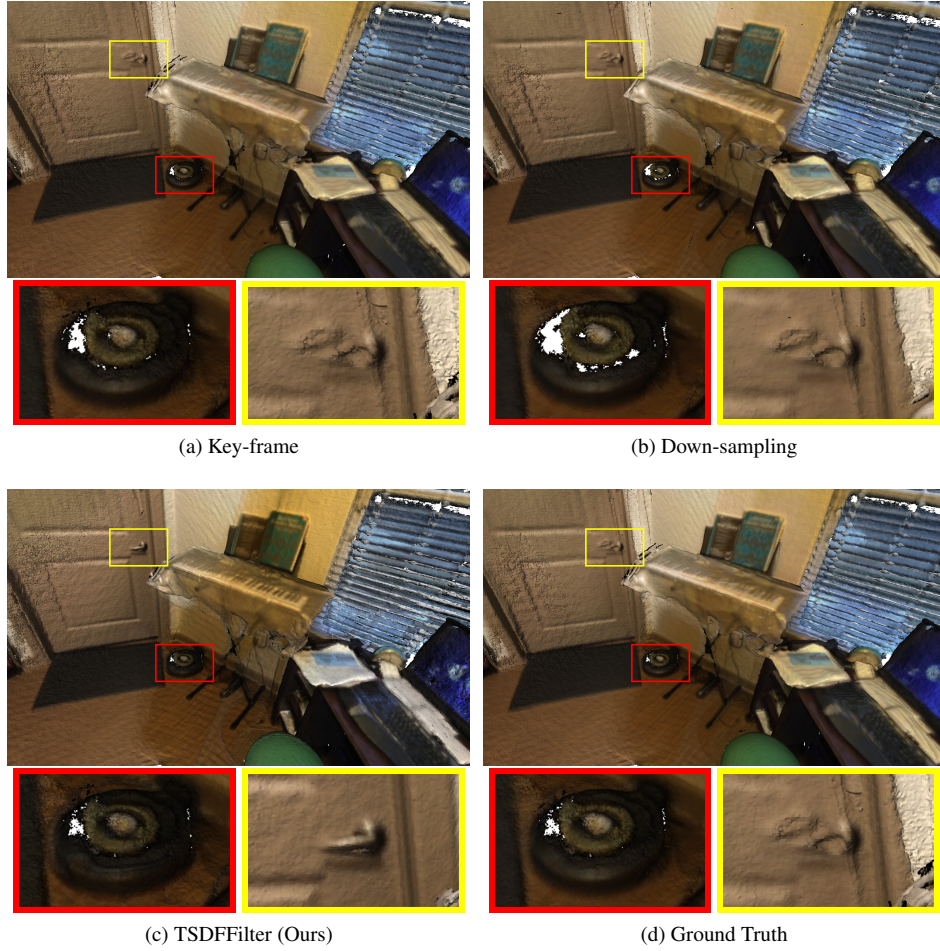 (a) Key-frame
(b) Down-sampling
(c) TSDFFilter (Ours)
(d) Ground Truth